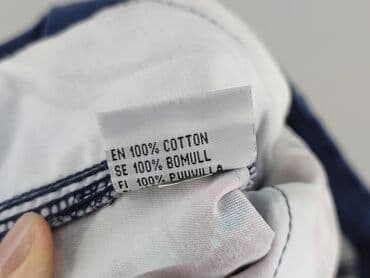 EN 100% COTTON
SE 100% BOMULL
FI 100% PUUVILLA